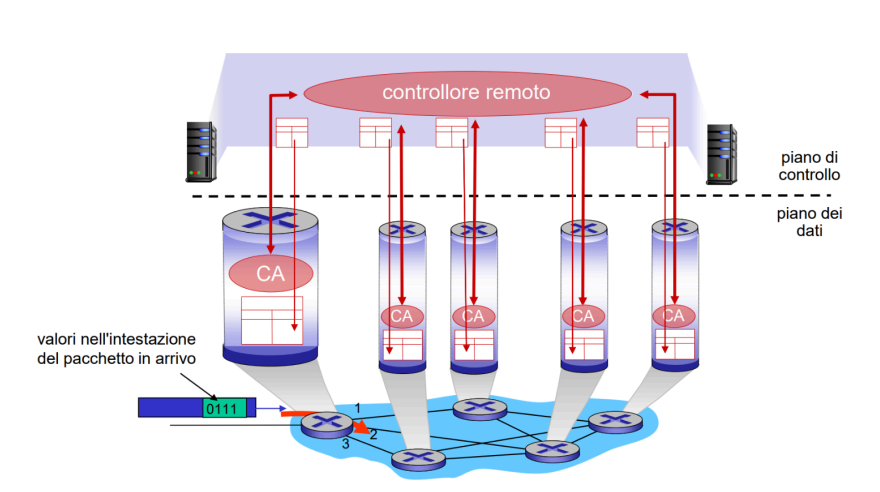 controllore remoto
piano di
controllo
piano dei
dati
CA
CA
CA
CA
CA
valori nell'intestazione
del pacchetto in arrivo
0111
1
2
3